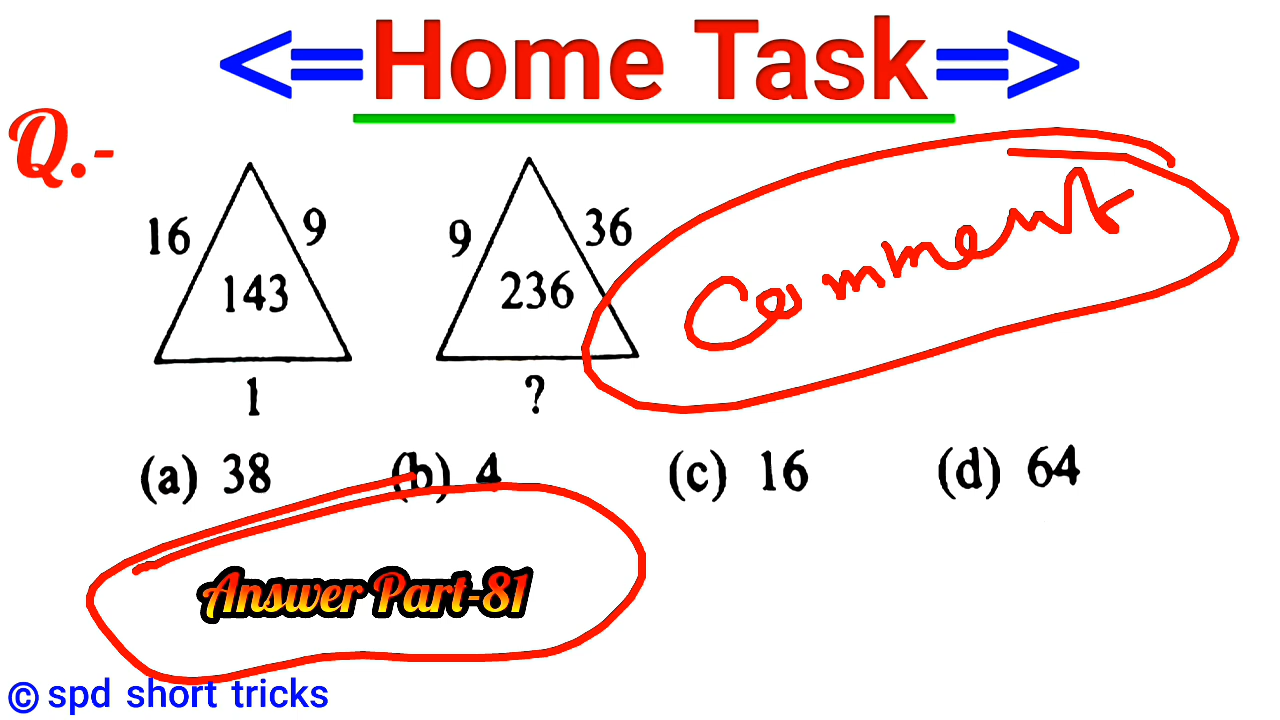 <=Home Task=>
Q.-
16 9 9 36
143 236
1 ?
Comment
(a) 38 (b) 4 (c) 16 (d) 64
Answer Part-81
© spd short tricks